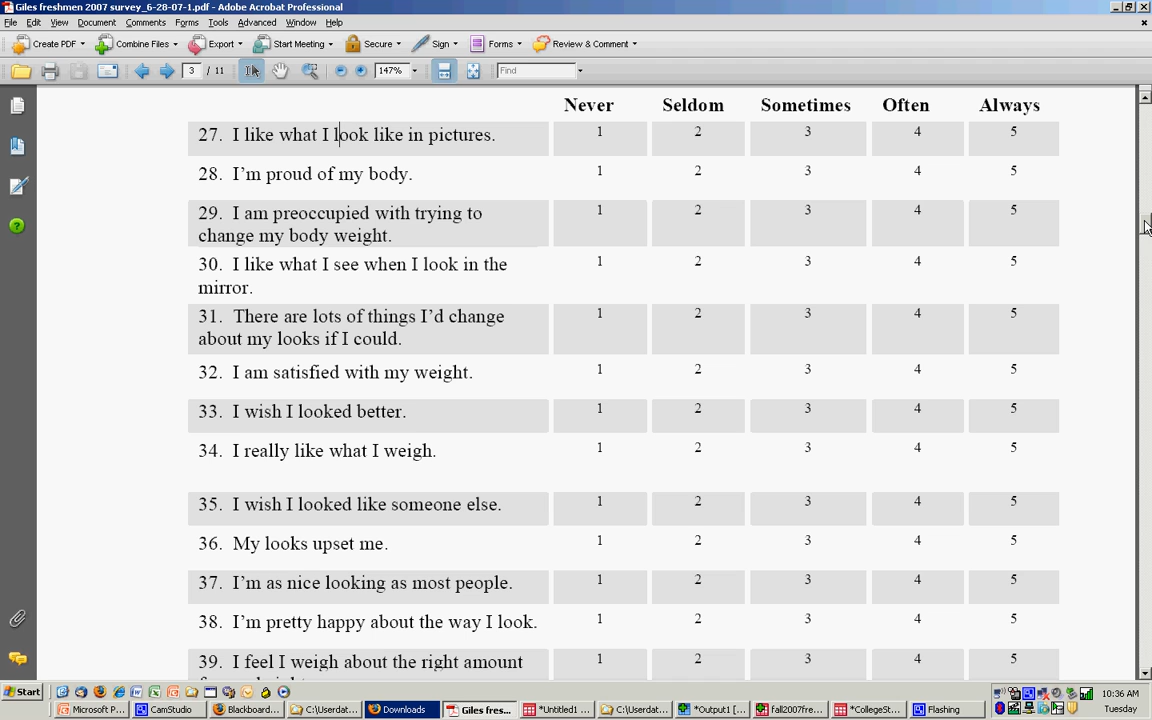 Giles freshmen 2007 survey_6-28-07-1.pdf - Adobe Acrobat Professional
File Edit View Document Comments Forms Tools Advanced Window Help
Create PDF Combine Files Export Start Meeting Secure Sign Forms Review & Comment
3 / 11 147% Find
Never Seldom Sometimes Often Always
27. I like what I look like in pictures. 1 2 3 4 5
28. I'm proud of my body. 1 2 3 4 5
29. I am preoccupied with trying to 1 2 3 4 5
change my body weight.
30. I like what I see when I look in the 1 2 3 4 5
mirror.
31. There are lots of things I'd change 1 2 3 4 5
about my looks if I could.
32. I am satisfied with my weight. 1 2 3 4 5
33. I wish I looked better. 1 2 3 4 5
34. I really like what I weigh. 1 2 3 4 5
35. I wish I looked like someone else. 1 2 3 4 5
36. My looks upset me. 1 2 3 4 5
37. I'm as nice looking as most people. 1 2 3 4 5
38. I'm pretty happy about the way I look. 1 2 3 4 5
39. I feel I weigh about the right amount 1 2 3 4 5
Start 10:36 AM
Microsoft P... CamStudio Blackboard... C:\Userdat... Downloads Giles fres... *Untitled1 ... C:\Userdat... *Output1 [... fall2007fre... *CollegeSt... Flashing Tuesday